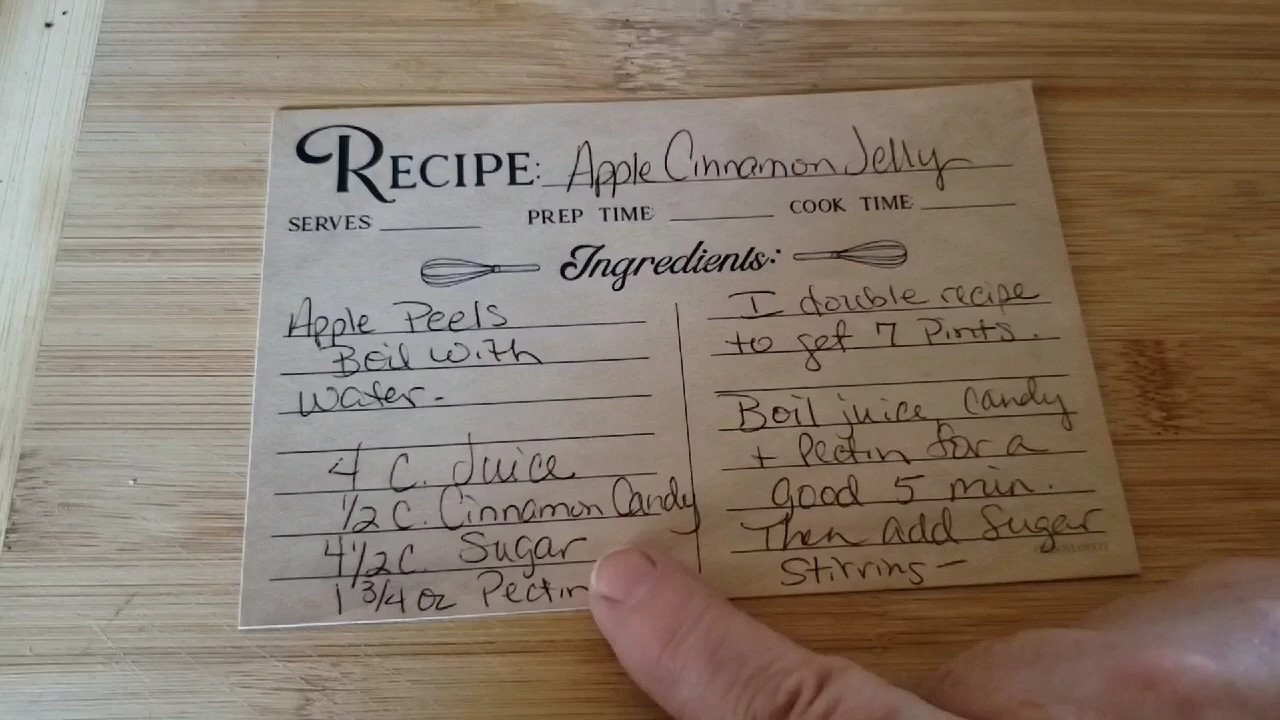 RECIPE: Apple Cinnamon Jelly
SERVES PREP TIME: COOK TIME:
Ingredients:
Apple Peels
Boil with
water-
4 C. Juice
1/2 C. Cinnamon Candy
4 1/2 C. Sugar
1 3/4 oz Pectin
I double recipe
to get 7 Pints.
Boil juice, candy
+ Pectin for a
good 5 min.
Then add Sugar
Stirring-